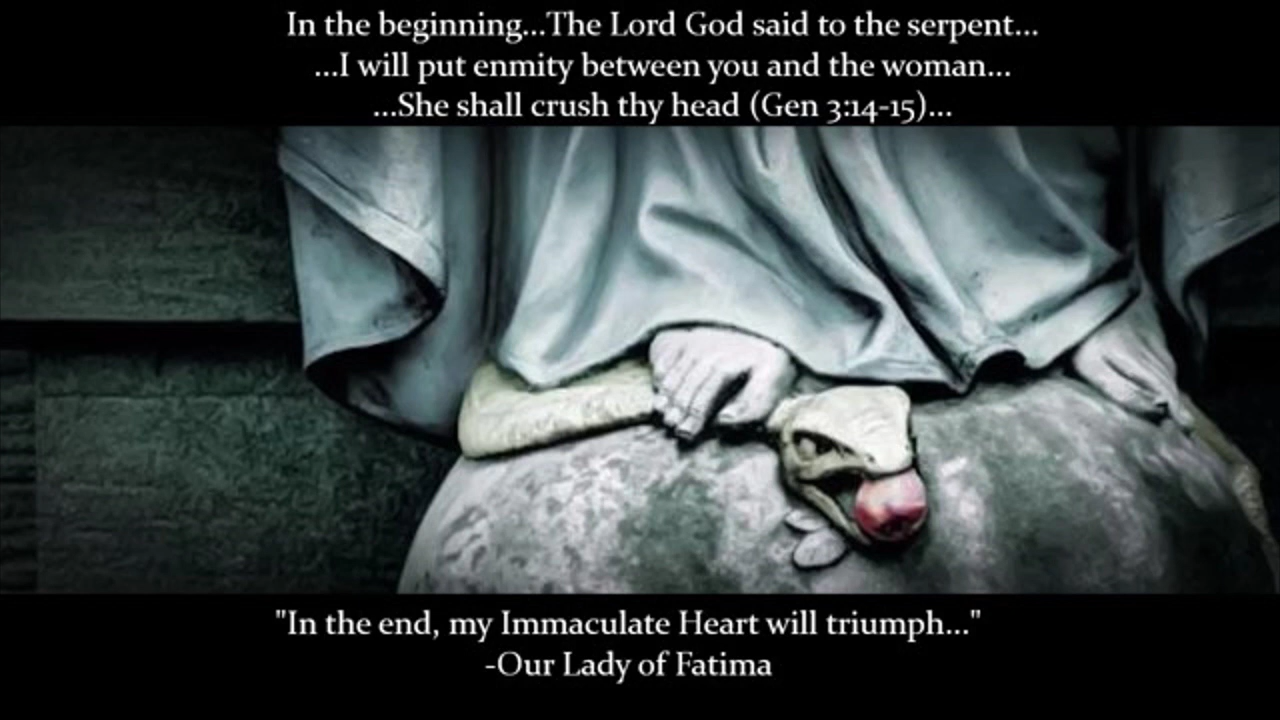 In the beginning...The Lord God said to the serpent...
...I will put enmity between you and the woman...
...She shall crush thy head (Gen 3:14-15)...
"In the end, my Immaculate Heart will triumph..."
-Our Lady of Fatima